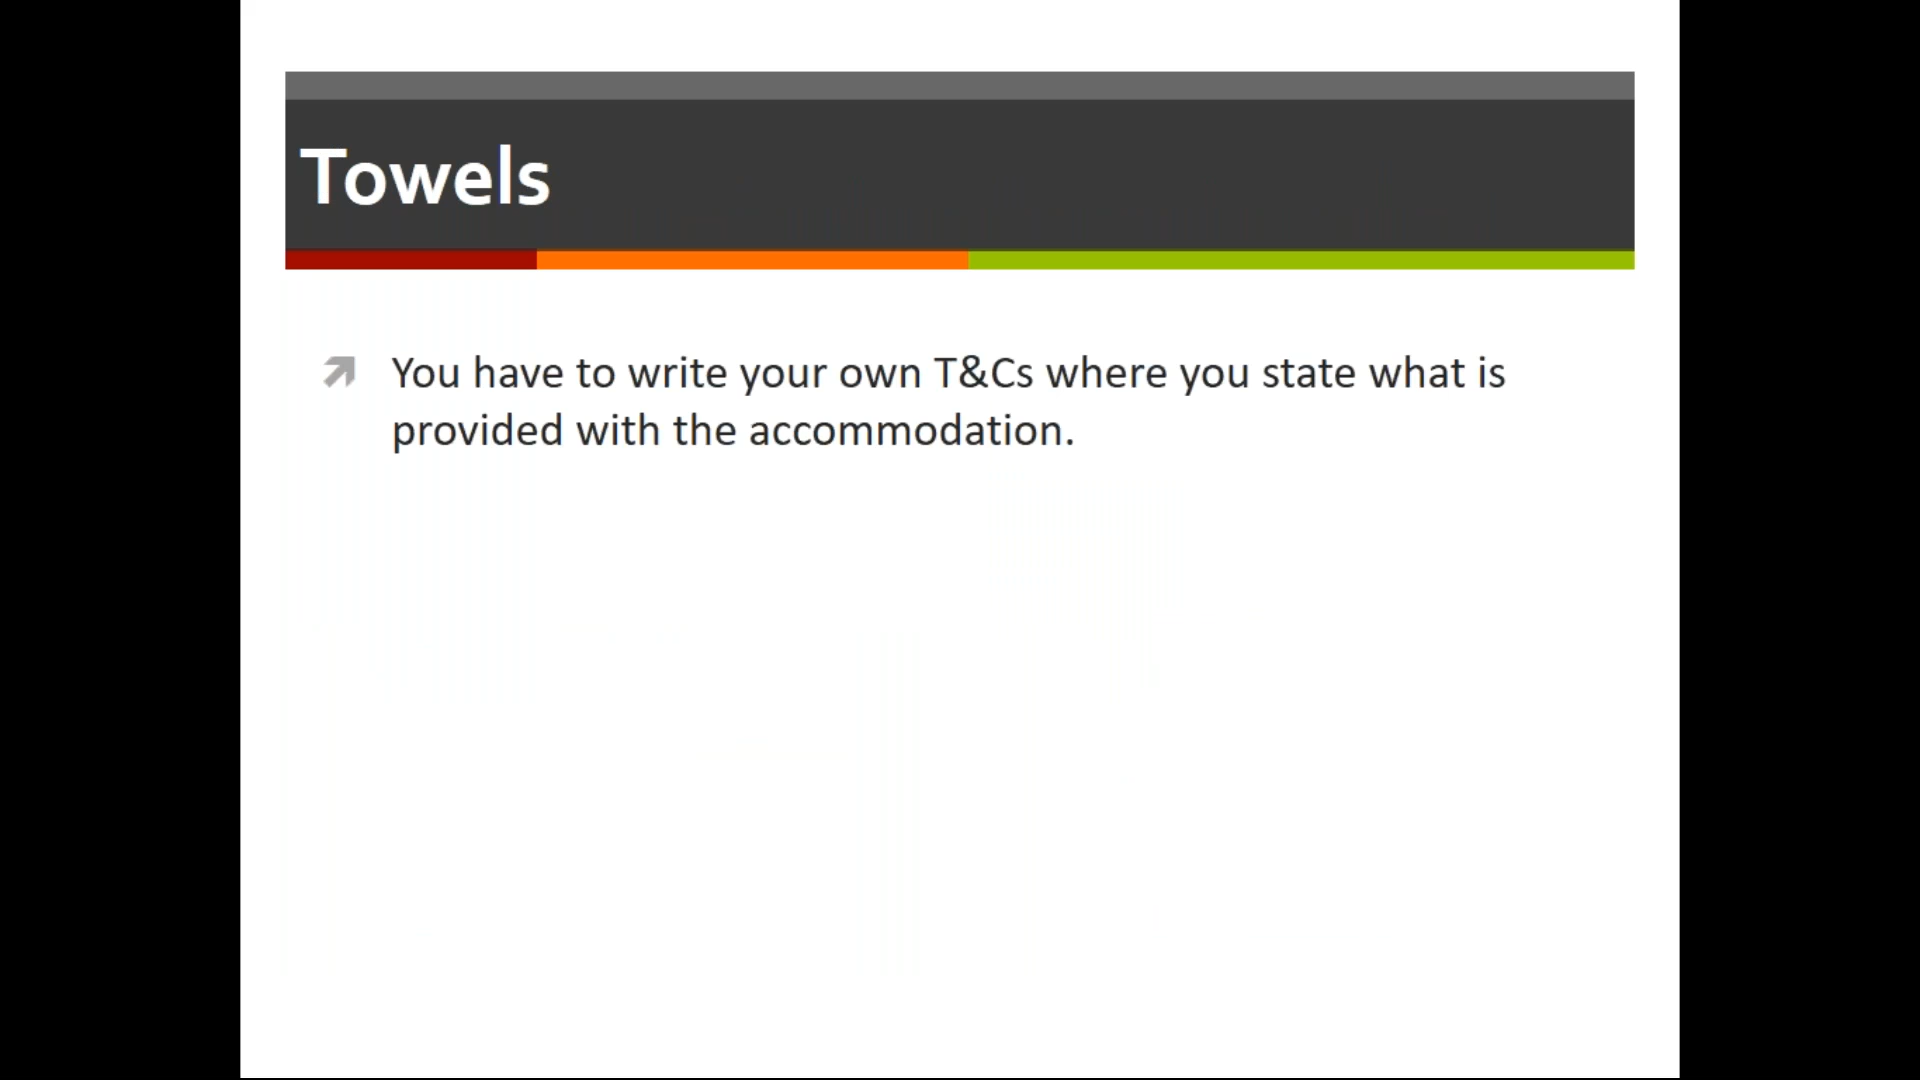 Towels
You have to write your own T&Cs where you state what is
provided with the accommodation.